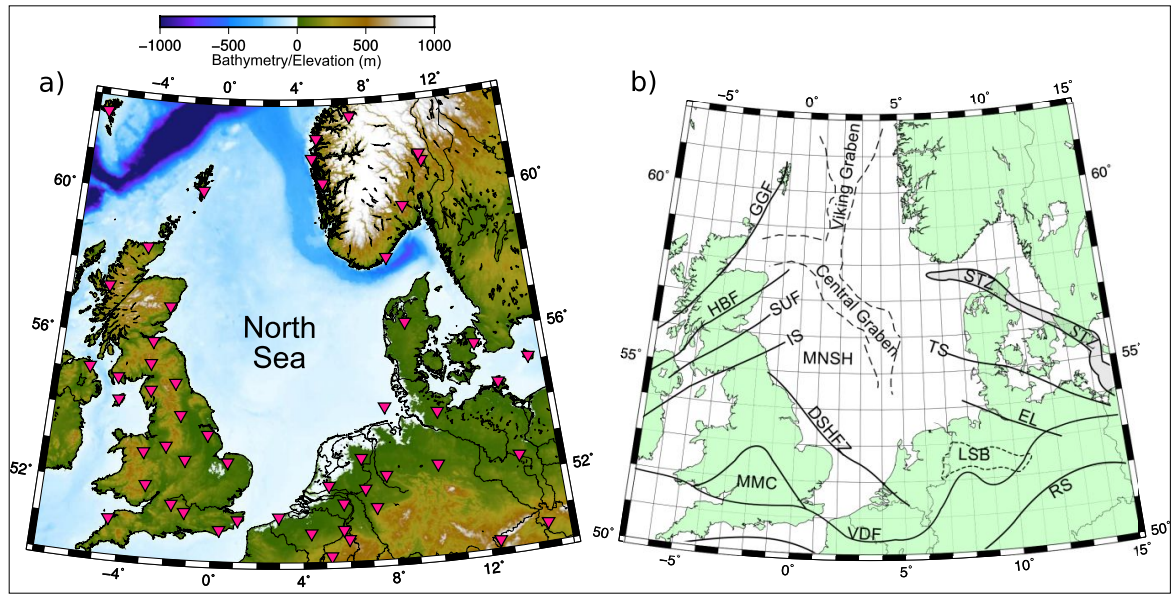 −1000 −500 0 500 1000
Bathymetry/Elevation (m)
a)
−4° 0° 4° 8° 12°
60° 60°
56° 56°
52° 52°
North
Sea
−4° 0° 4° 8° 12°
b)
−5° 0° 5° 10° 15°
60° 60°
55° 55°
50° 50°
GGF
Viking Graben
HBF
SUF
IS
Central Graben
STZ
STZ
MNSH
TS
DSHFZ
EL
LSB
MMC
RS
VDF
−5° 0° 5° 10° 15°